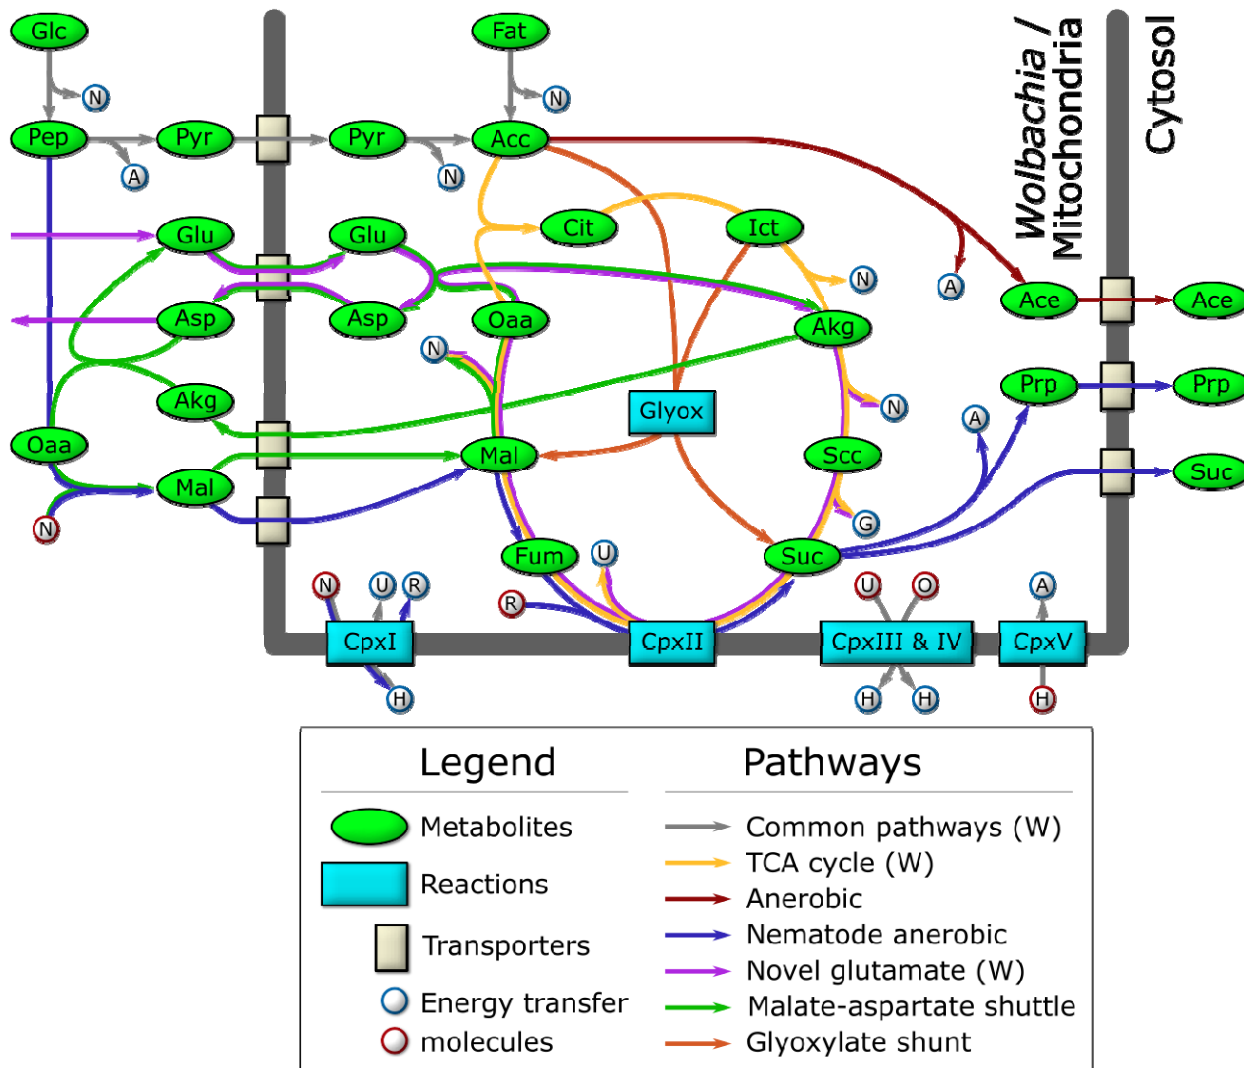 Glc
Fat
N
N
Pep
Pyr
Pyr
Acc
A
N
Wolbachia /
Mitochondria
Cytosol
Glu
Glu
Cit
Ict
N
A
Ace
Ace
Asp
Asp
Oaa
Akg
N
Akg
Glyox
N
A
Prp
Prp
Oaa
Mal
Mal
Scc
Suc
N
G
Fum
U
Suc
N
U
R
R
U
O
A
CpxI
CpxII
CpxIII & IV
CpxV
H
H
H
H
Legend
Metabolites
Reactions
Transporters
Energy transfer
molecules
Pathways
Common pathways (W)
TCA cycle (W)
Anerobic
Nematode anerobic
Novel glutamate (W)
Malate-aspartate shuttle
Glyoxylate shunt